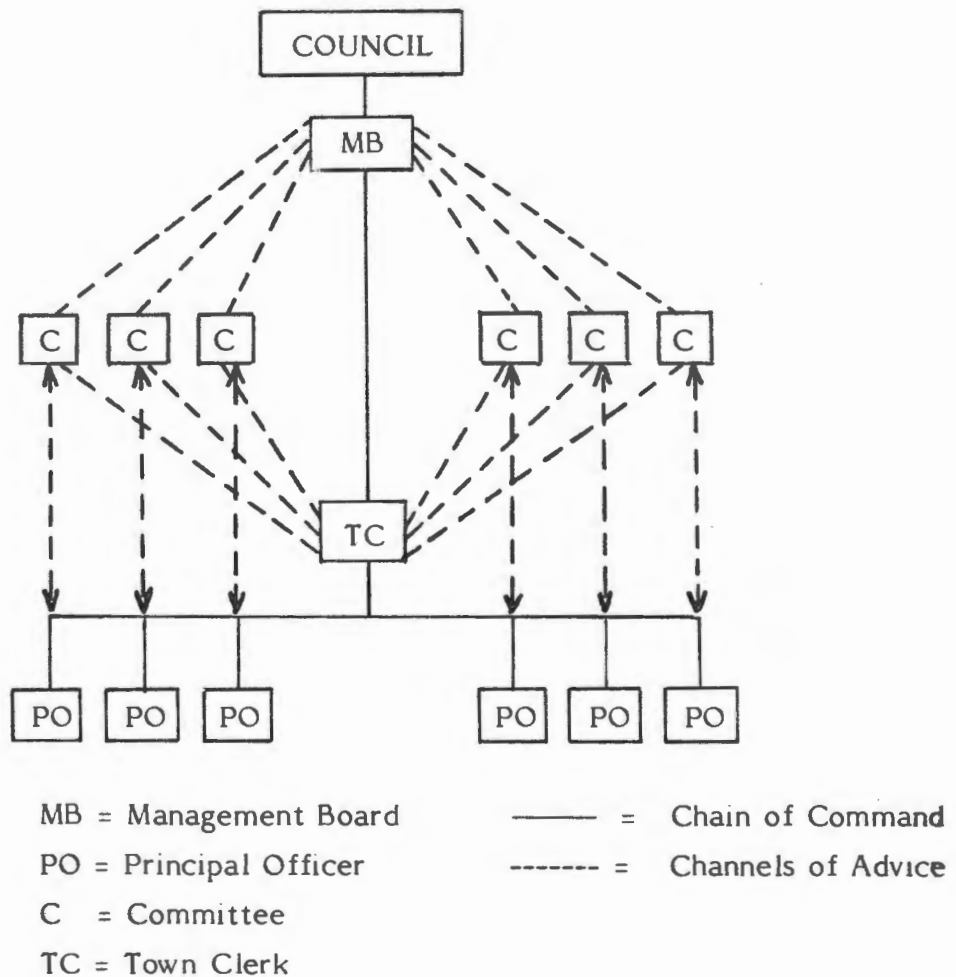 COUNCIL
MB
C C C C C C
TC
PO PO PO PO PO PO
MB = Management Board
——— = Chain of Command
PO = Principal Officer
------- = Channels of Advice
C = Committee
TC = Town Clerk